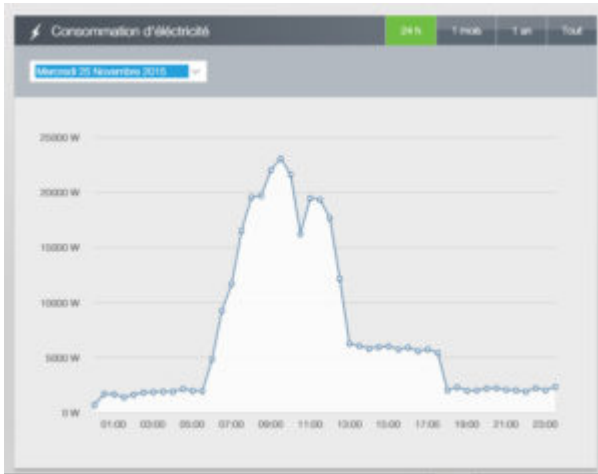 Consommation d'éléctricité
24 h 1 mois 1 an Tout
Mercredi 25 Novembre 2015
25000 W
20000 W
15000 W
10000 W
5000 W
0 W
01:00 03:00 05:00 07:00 09:00 11:00 13:00 15:00 17:00 19:00 21:00 23:00